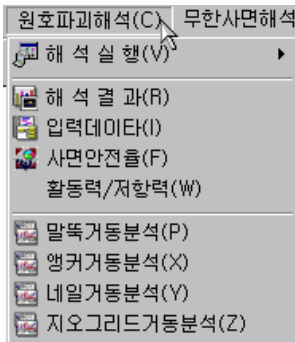 원호파괴해석(C) 무한사면해석
해 석 실 행(V)
해 석 결 과(R)
입력데이타(I)
사면안전율(F)
활동력/저항력(W)
말뚝거동분석(P)
앵커거동분석(X)
네일거동분석(Y)
지오그리드거동분석(Z)